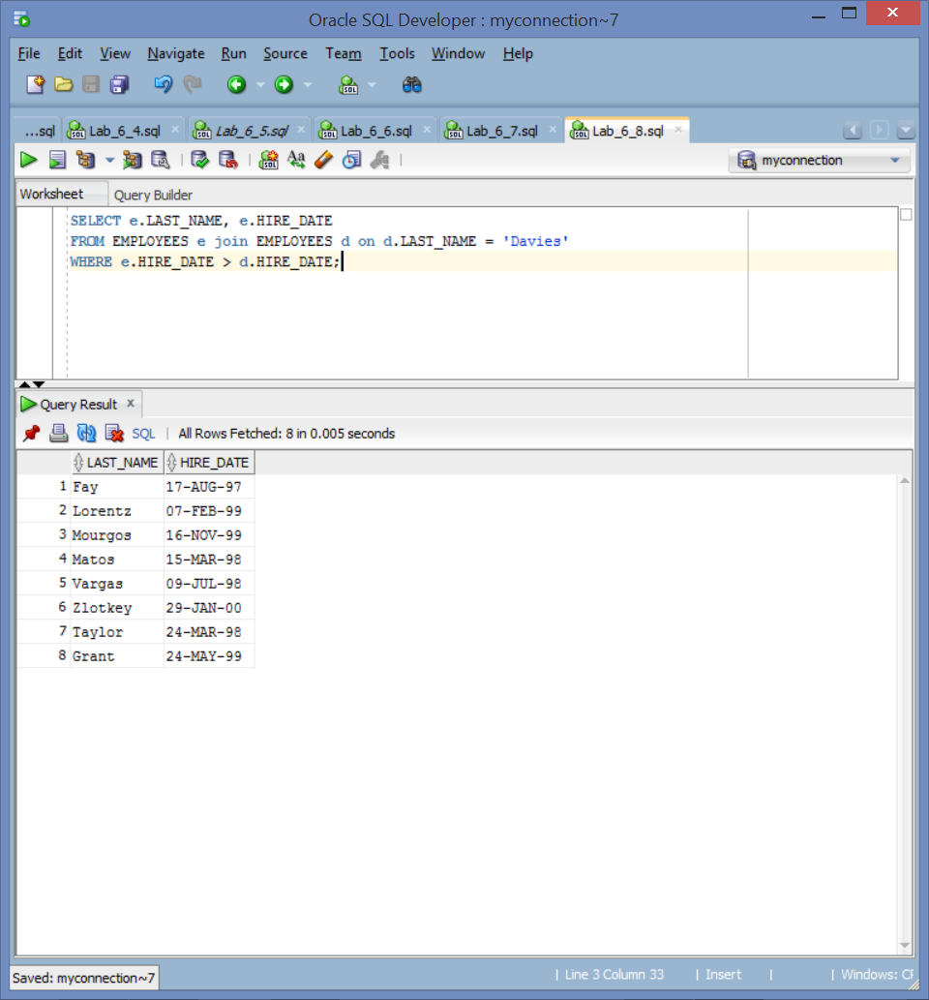 Oracle SQL Developer : myconnection~7
File Edit View Navigate Run Source Team Tools Window Help
...sql Lab_6_4.sql Lab_6_5.sql Lab_6_6.sql Lab_6_7.sql Lab_6_8.sql
myconnection
Worksheet Query Builder
SELECT e.LAST_NAME, e.HIRE_DATE
FROM EMPLOYEES e join EMPLOYEES d on d.LAST_NAME = 'Davies'
WHERE e.HIRE_DATE > d.HIRE_DATE;
Query Result
SQL | All Rows Fetched: 8 in 0.005 seconds
LAST_NAME HIRE_DATE
1 Fay 17-AUG-97
2 Lorentz 07-FEB-99
3 Mourgos 16-NOV-99
4 Matos 15-MAR-98
5 Vargas 09-JUL-98
6 Zlotkey 29-JAN-00
7 Taylor 24-MAR-98
8 Grant 24-MAY-99
Saved: myconnection~7 | Line 3 Column 33 | Insert | | Windows: